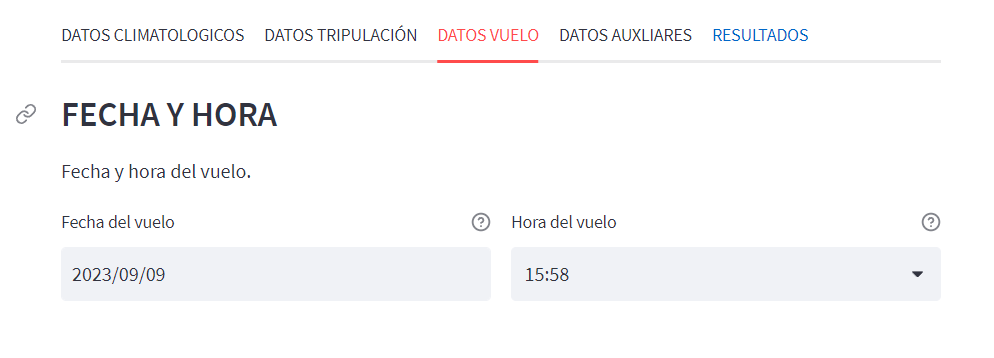 DATOS CLIMATOLOGICOS DATOS TRIPULACIÓN DATOS VUELO DATOS AUXLIARES RESULTADOS
FECHA Y HORA
Fecha y hora del vuelo.
Fecha del vuelo ? Hora del vuelo ?
2023/09/09 15:58